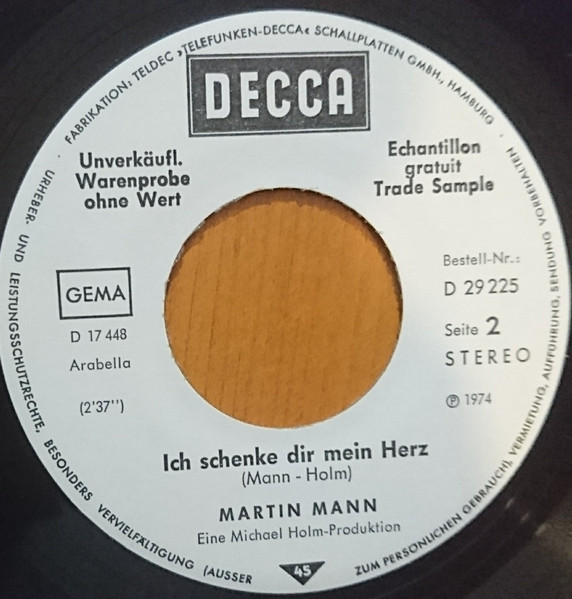 FABRIKATION: TELDEC »TELEFUNKEN-DECCA« SCHALLPLATTEN GMBH., HAMBURG ·
URHEBER- UND LEISTUNGSSCHUTZRECHTE, BESONDERS VERVIELFÄLTIGUNG (AUSSER
ZUM PERSÖNLICHEN GEBRAUCH), VERMIETUNG, AUFFÜHRUNG, SENDUNG VORBEHALTEN ·
DECCA
Unverkäufl.
Warenprobe
ohne Wert
Echantillon
gratuit
Trade Sample
GEMA
D 17 448
Arabella
(2'37'')
Bestell-Nr.:
D 29 225
Seite 2
STEREO
℗ 1974
Ich schenke dir mein Herz
(Mann - Holm)
MARTIN MANN
Eine Michael Holm-Produktion
45